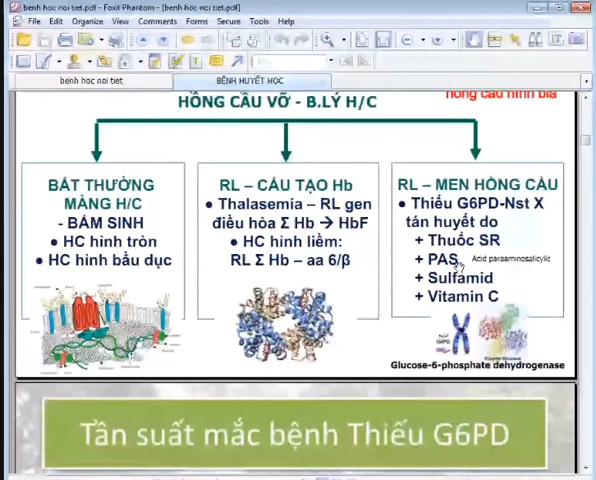 benh hoc noi tiet.pdf - Foxit Phantom - [benh hoc noi tiet.pdf]
File Edit Organize View Comments Forms Secure Tools Help
benh hoc noi tiet
BỆNH HUYẾT HỌC
hồng cầu hình bia
HỒNG CẦU VỠ - B.LÝ H/C
BẤT THƯỜNG
MÀNG H/C
- BẨM SINH
● HC hình tròn
● HC hình bầu dục
RL – CẤU TẠO Hb
● Thalasemia – RL gen
điều hòa Σ Hb → HbF
● HC hình liềm:
RL Σ Hb – aa 6/β
RL – MEN HỒNG CẦU
● Thiếu G6PD-Nst X
tán huyết do
+ Thuốc SR
+ PAS Acid paraaminosalicylic
+ Sulfamid
+ Vitamin C
G6PD
Glucose-6-phosphate dehydrogenase
Tần suất mắc bệnh Thiếu G6PD